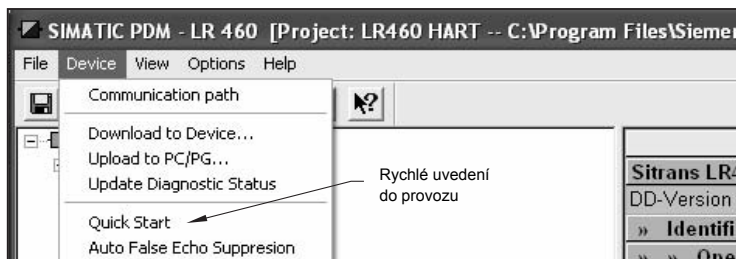 SIMATIC PDM - LR 460 [Project: LR460 HART -- C:\Program Files\Siemer
File Device View Options Help
Communication path
Download to Device...
Upload to PC/PG...
Update Diagnostic Status
Quick Start
Auto False Echo Suppresion
Rychlé uvedení
do provozu
Sitrans LR4
DD-Version
» Identifi
» » Ope